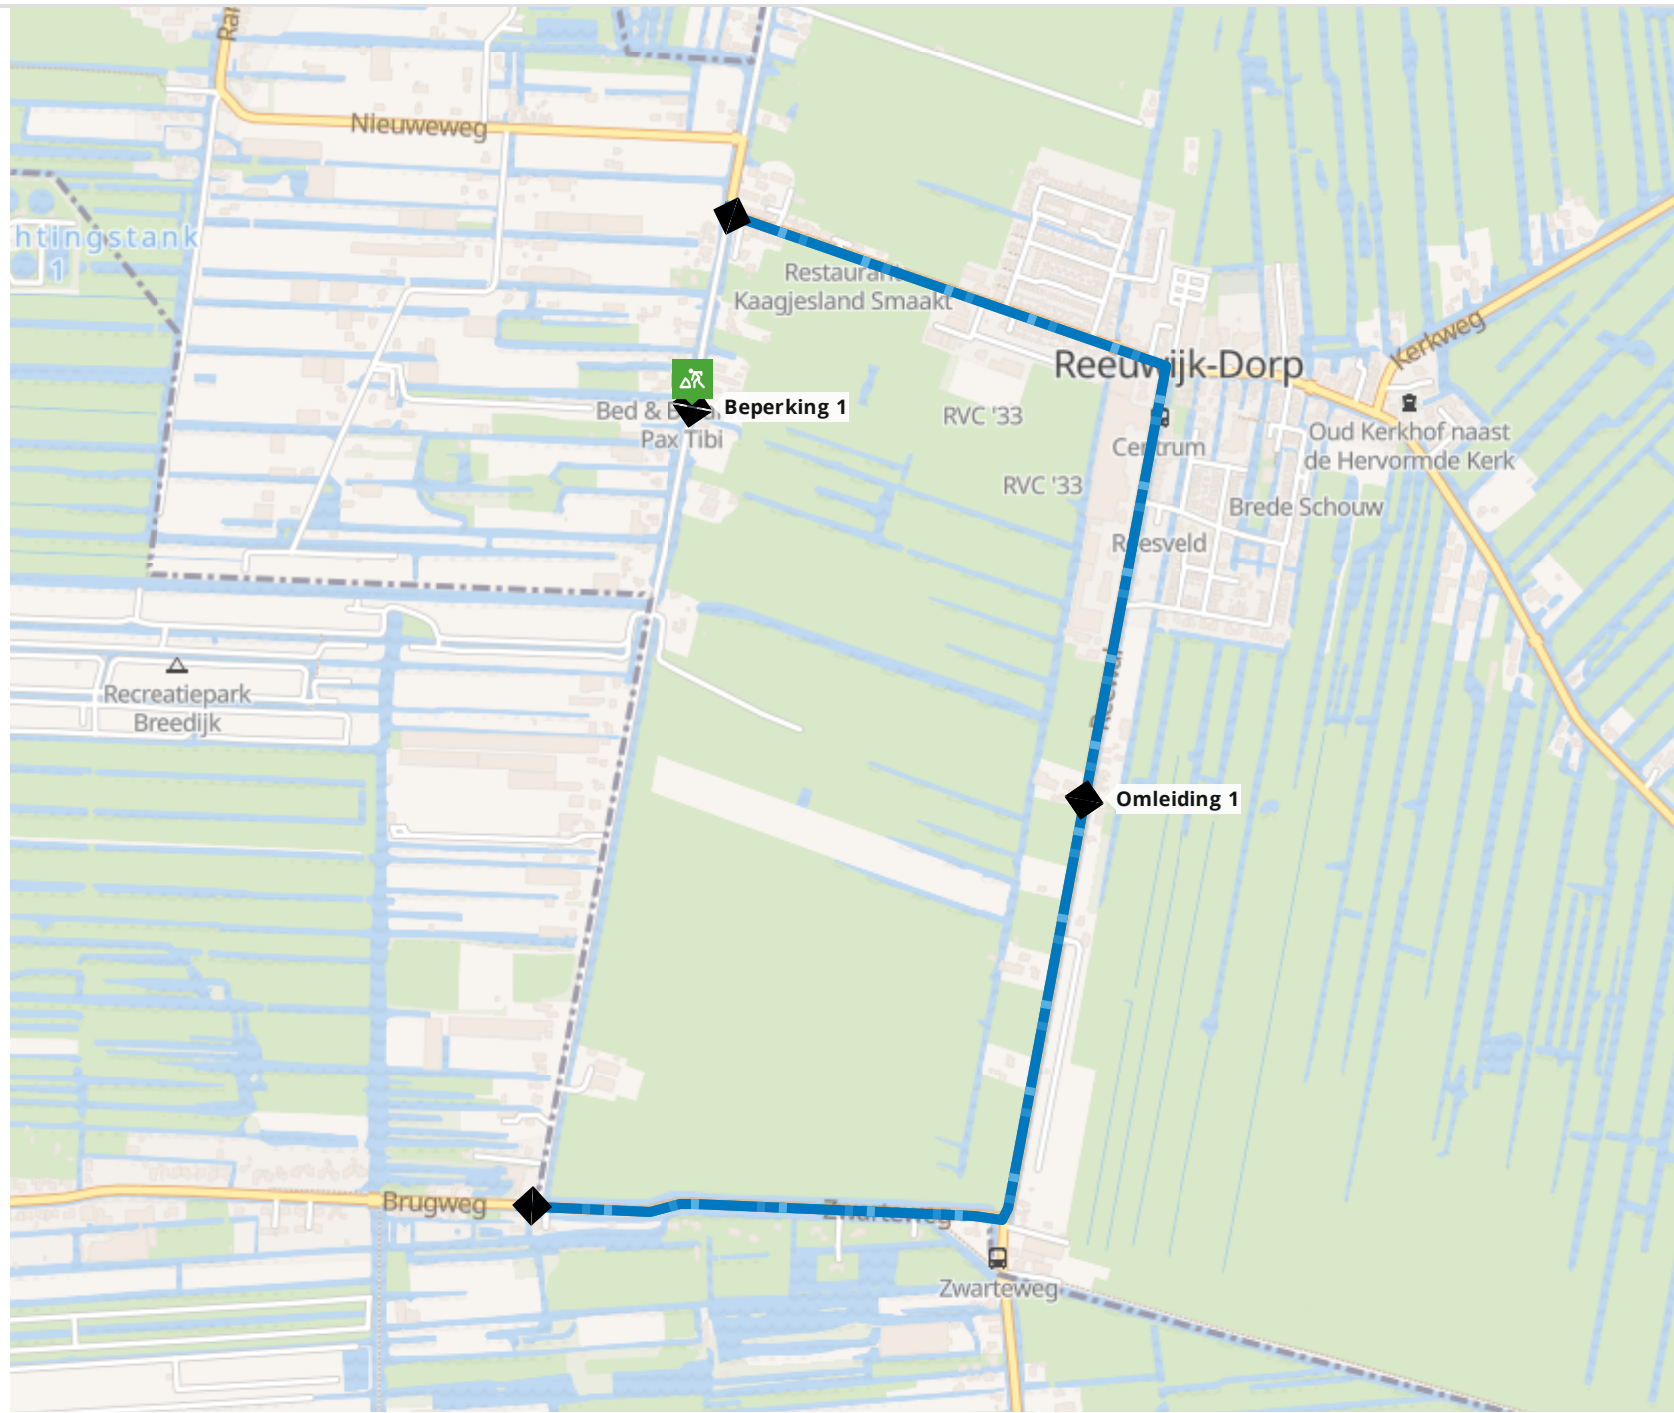 Nieuweweg
htingstank
1
Restaurant
Kaagjesland Smaakt
Kerkweg
Reeuwijk-Dorp
Beperking 1
Bed & B
Pax Tibi
RVC '33
Centrum
Oud Kerkhof naast
de Hervormde Kerk
RVC '33
Brede Schouw
Reesveld
Recreatiepark
Breedijk
Omleiding 1
Brugweg
Zwarteweg
Zwarteweg